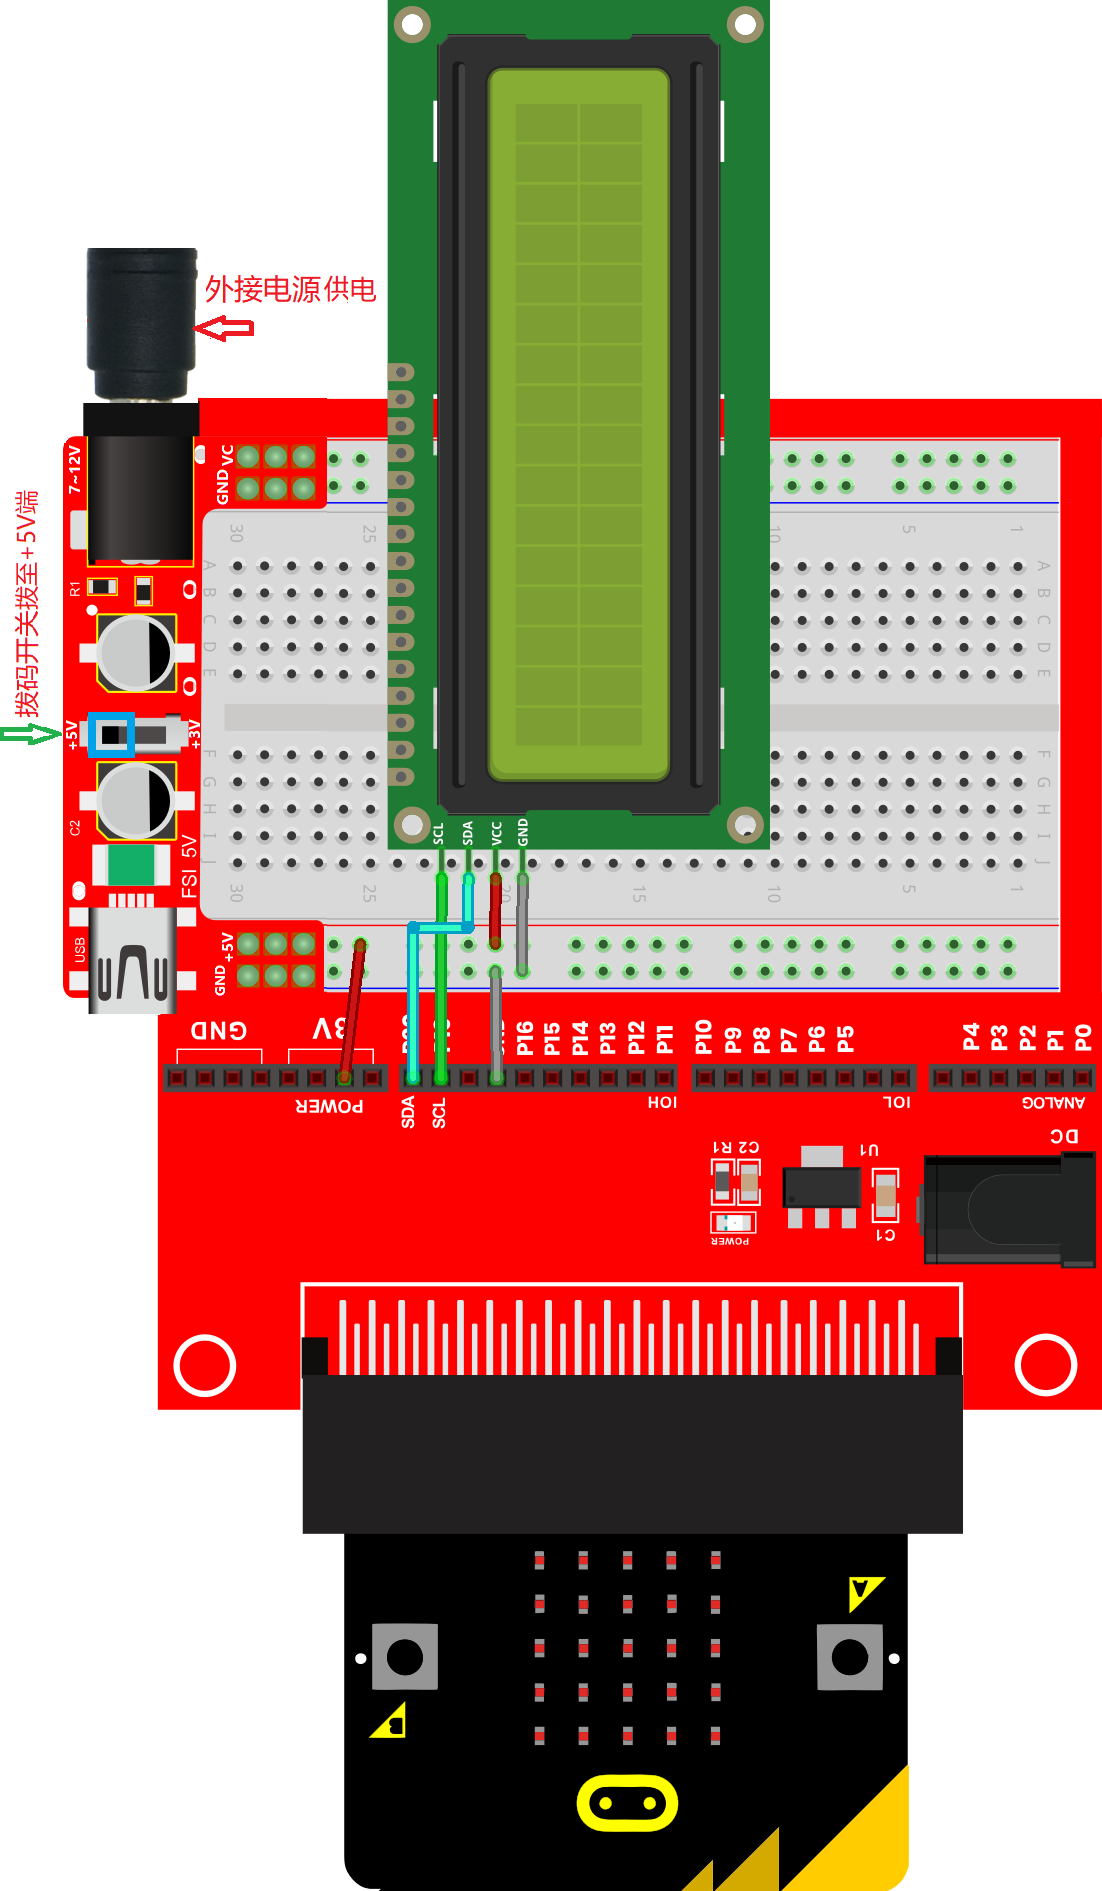 外接电源供电
拨码开关拨至+5V端
7~12V
GND VC
R1
+5V
+3V
C2
FSI 5V
USB
GND +5V
30
25
10
5
1
A
B
C
D
E
A
B
C
D
E
F
G
H
I
J
F
G
H
I
J
SCL
SDA
VCC
GND
30
25
20
15
10
5
1
GND
3V
P16
P15
P14
P13
P12
P11
P10
P9
P8
P7
P6
P5
P4
P3
P2
P1
P0
POWER
SDA
SCL
IOH
IOL
ANALOG
DC
R1 C2
U1
POWER
C1
A
B